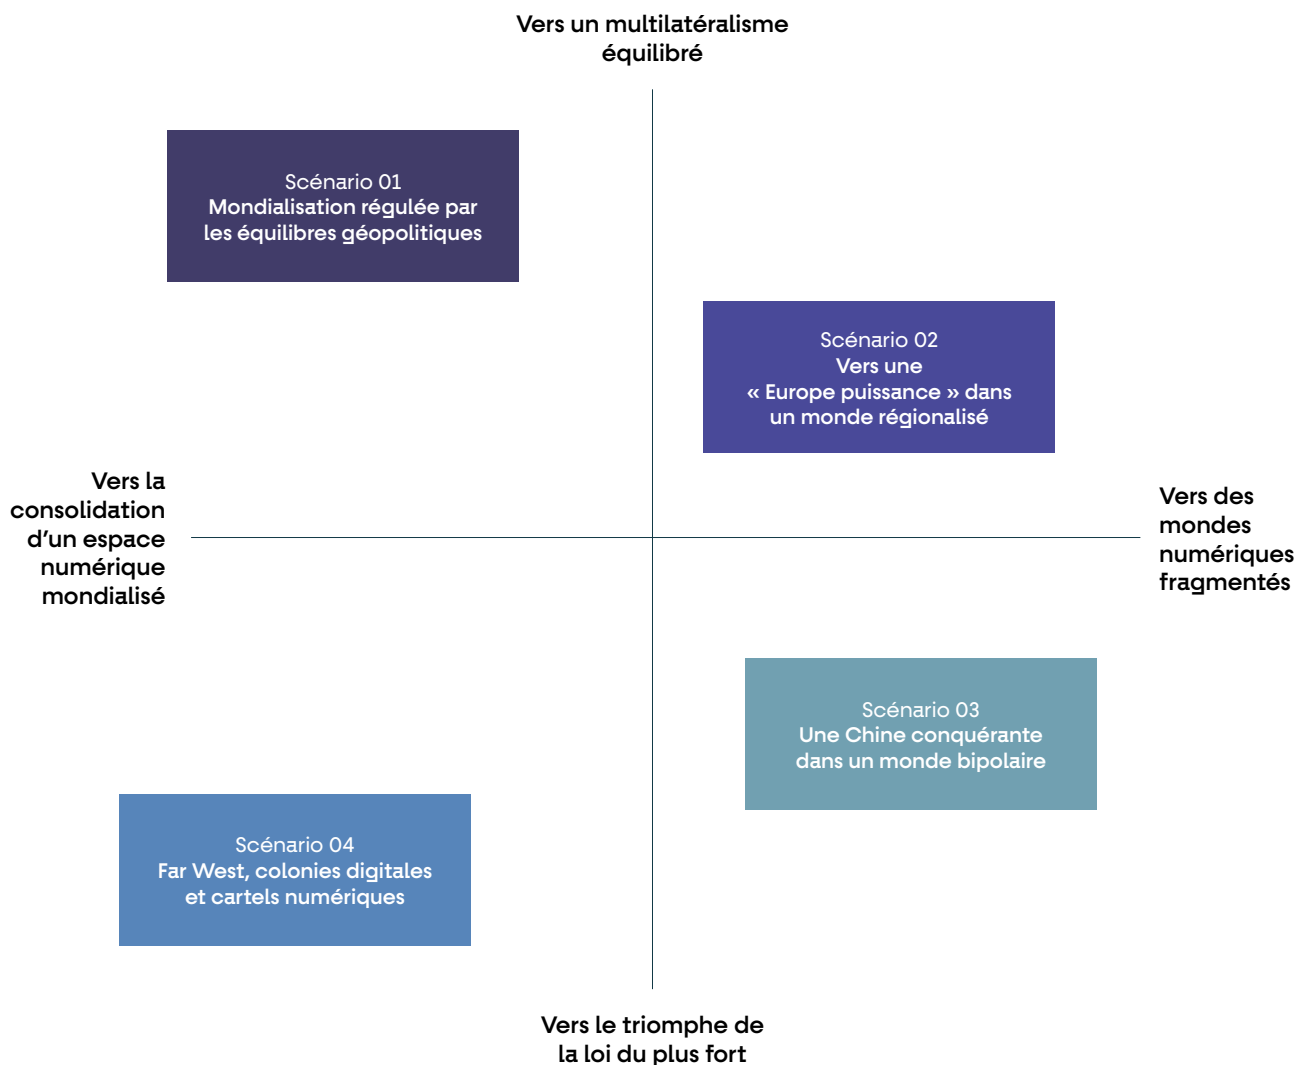 Vers un multilatéralisme
équilibré
Scénario 01
Mondialisation régulée par
les équilibres géopolitiques
Scénario 02
Vers une
« Europe puissance » dans
un monde régionalisé
Vers la
consolidation
d’un espace
numérique
mondialisé
Vers des
mondes
numériques
fragmentés
Scénario 03
Une Chine conquérante
dans un monde bipolaire
Scénario 04
Far West, colonies digitales
et cartels numériques
Vers le triomphe de
la loi du plus fort